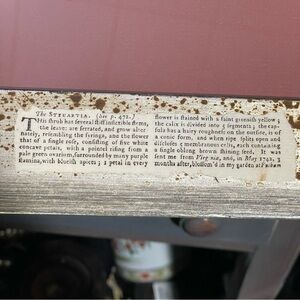 The STEUARTIA. (See p. 472.)
This shrub has several stiff inflexible stems,
the leaves are serrated, and grow alter-
nately, resembling the syringa, and the flower
that of a single rose, consisting of five white
concave petals, with a pointed rising from a
pale green ovarium, surrounded by many purple
stamina, with blueish apices; 1 petal in every
flower is stained with a faint greenish yellow;
the calix is divided into 5 segments; the cap-
sula has a hairy roughness on the outside, is of
a conic form, and when ripe splits open and
discloses 5 membraneous cells, each containing
a single oblong brown shining seed. It was
sent me from Virginia, and, in May 1742, 3
months after, blossom'd in my garden at Fulham